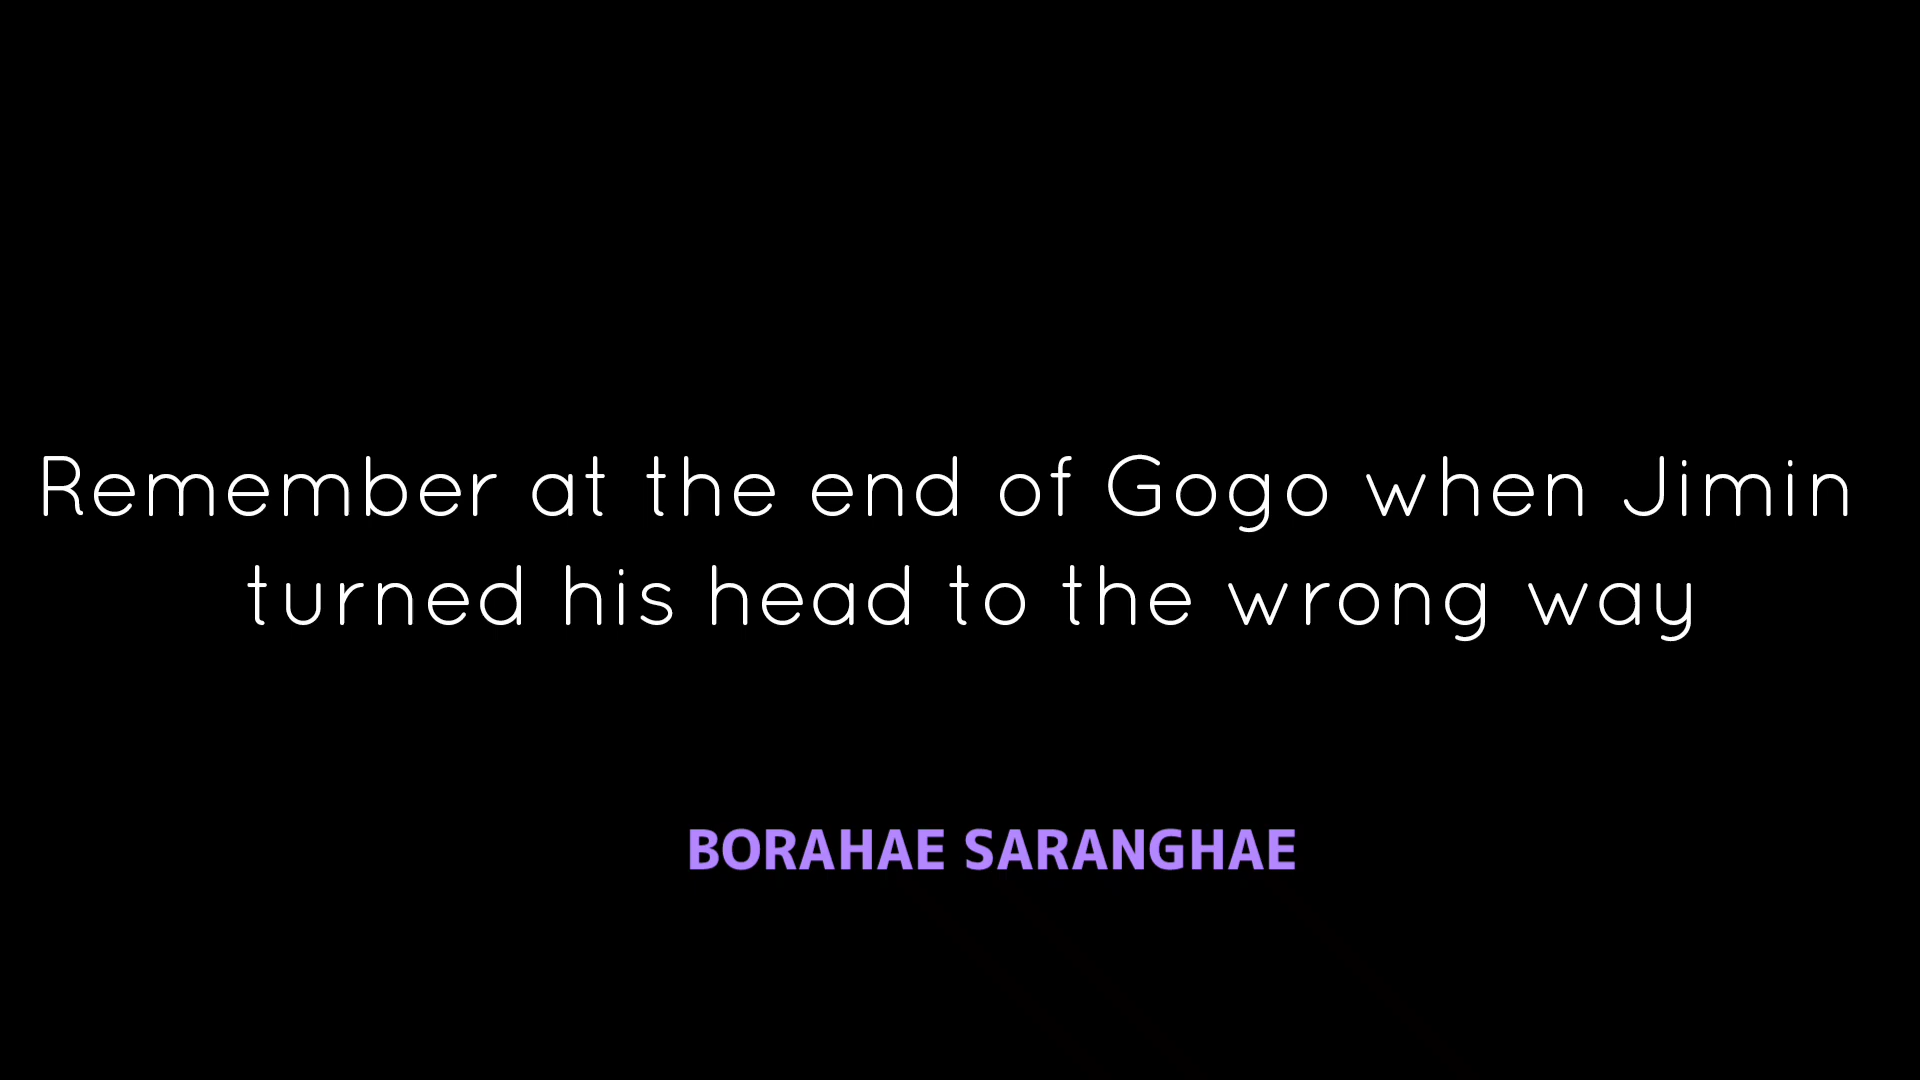 Remember at the end of Gogo when Jimin
turned his head to the wrong way
BORAHAE SARANGHAE